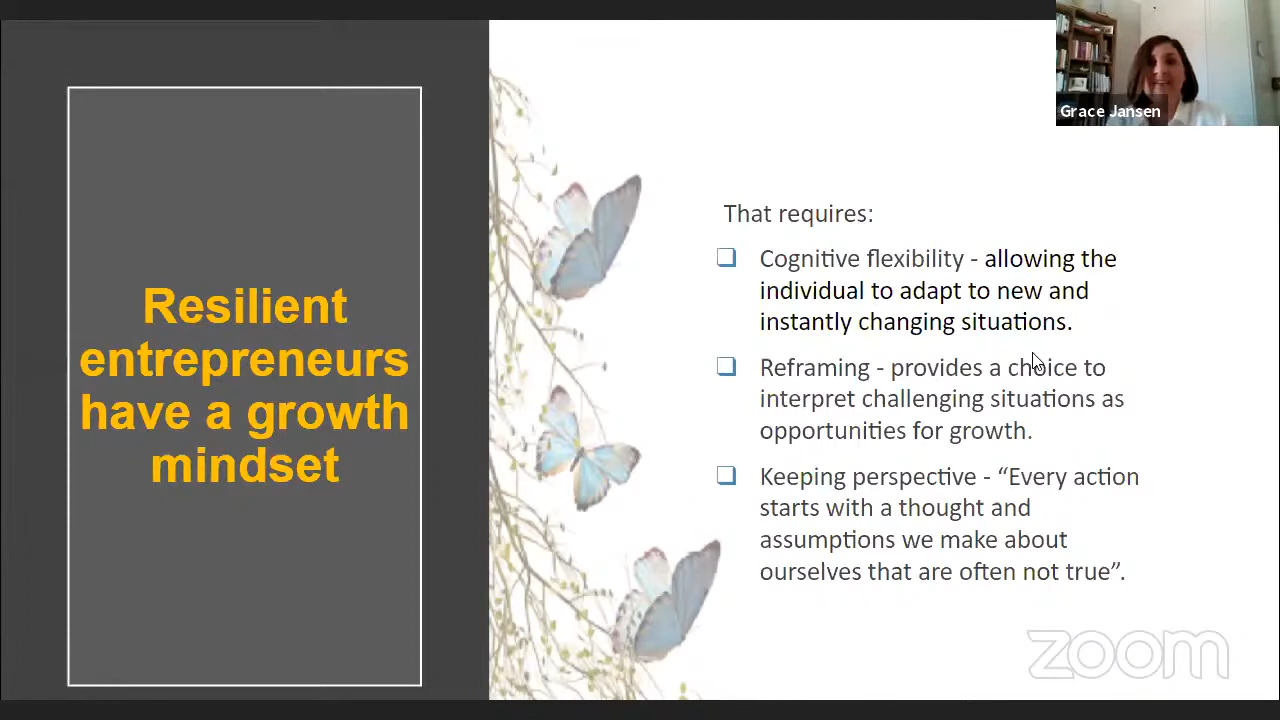 Grace Jansen
Resilient
entrepreneurs
have a growth
mindset
That requires:
❑ Cognitive flexibility - allowing the
individual to adapt to new and
instantly changing situations.
❑ Reframing - provides a choice to
interpret challenging situations as
opportunities for growth.
❑ Keeping perspective - “Every action
starts with a thought and
assumptions we make about
ourselves that are often not true”.
zoom